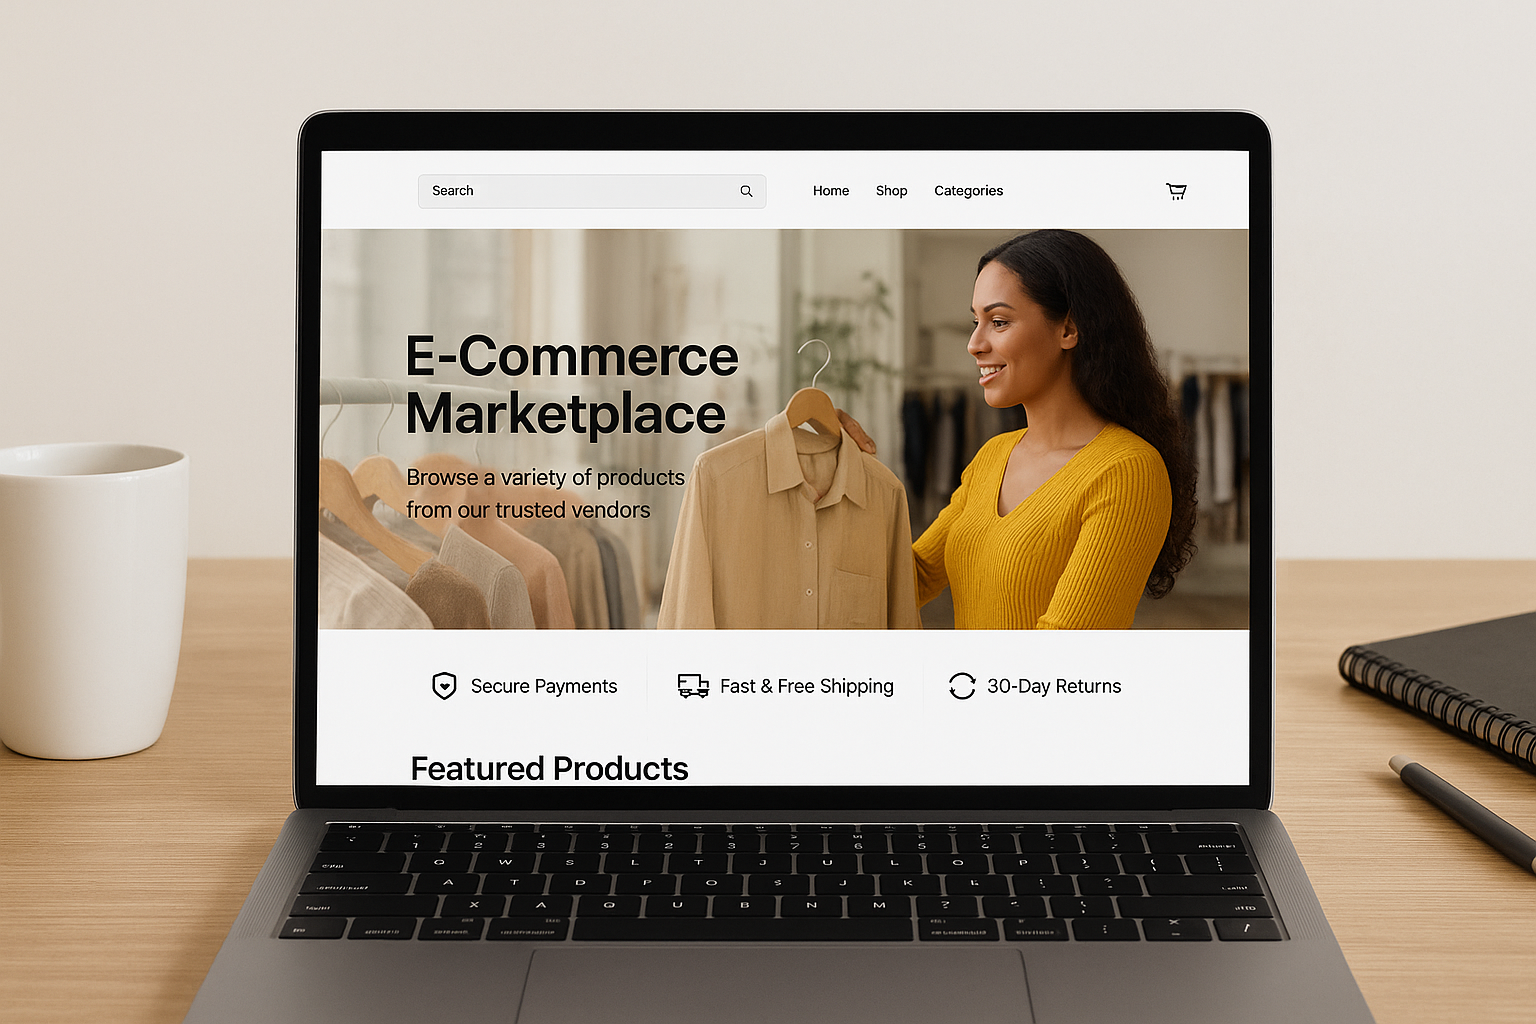 Search
Home Shop Categories
E-Commerce
Marketplace
Browse a variety of products
from our trusted vendors
Secure Payments
Fast & Free Shipping
30-Day Returns
Featured Products
Q W S L T J U L O P
A T D P O S J K
X A Q U B N M